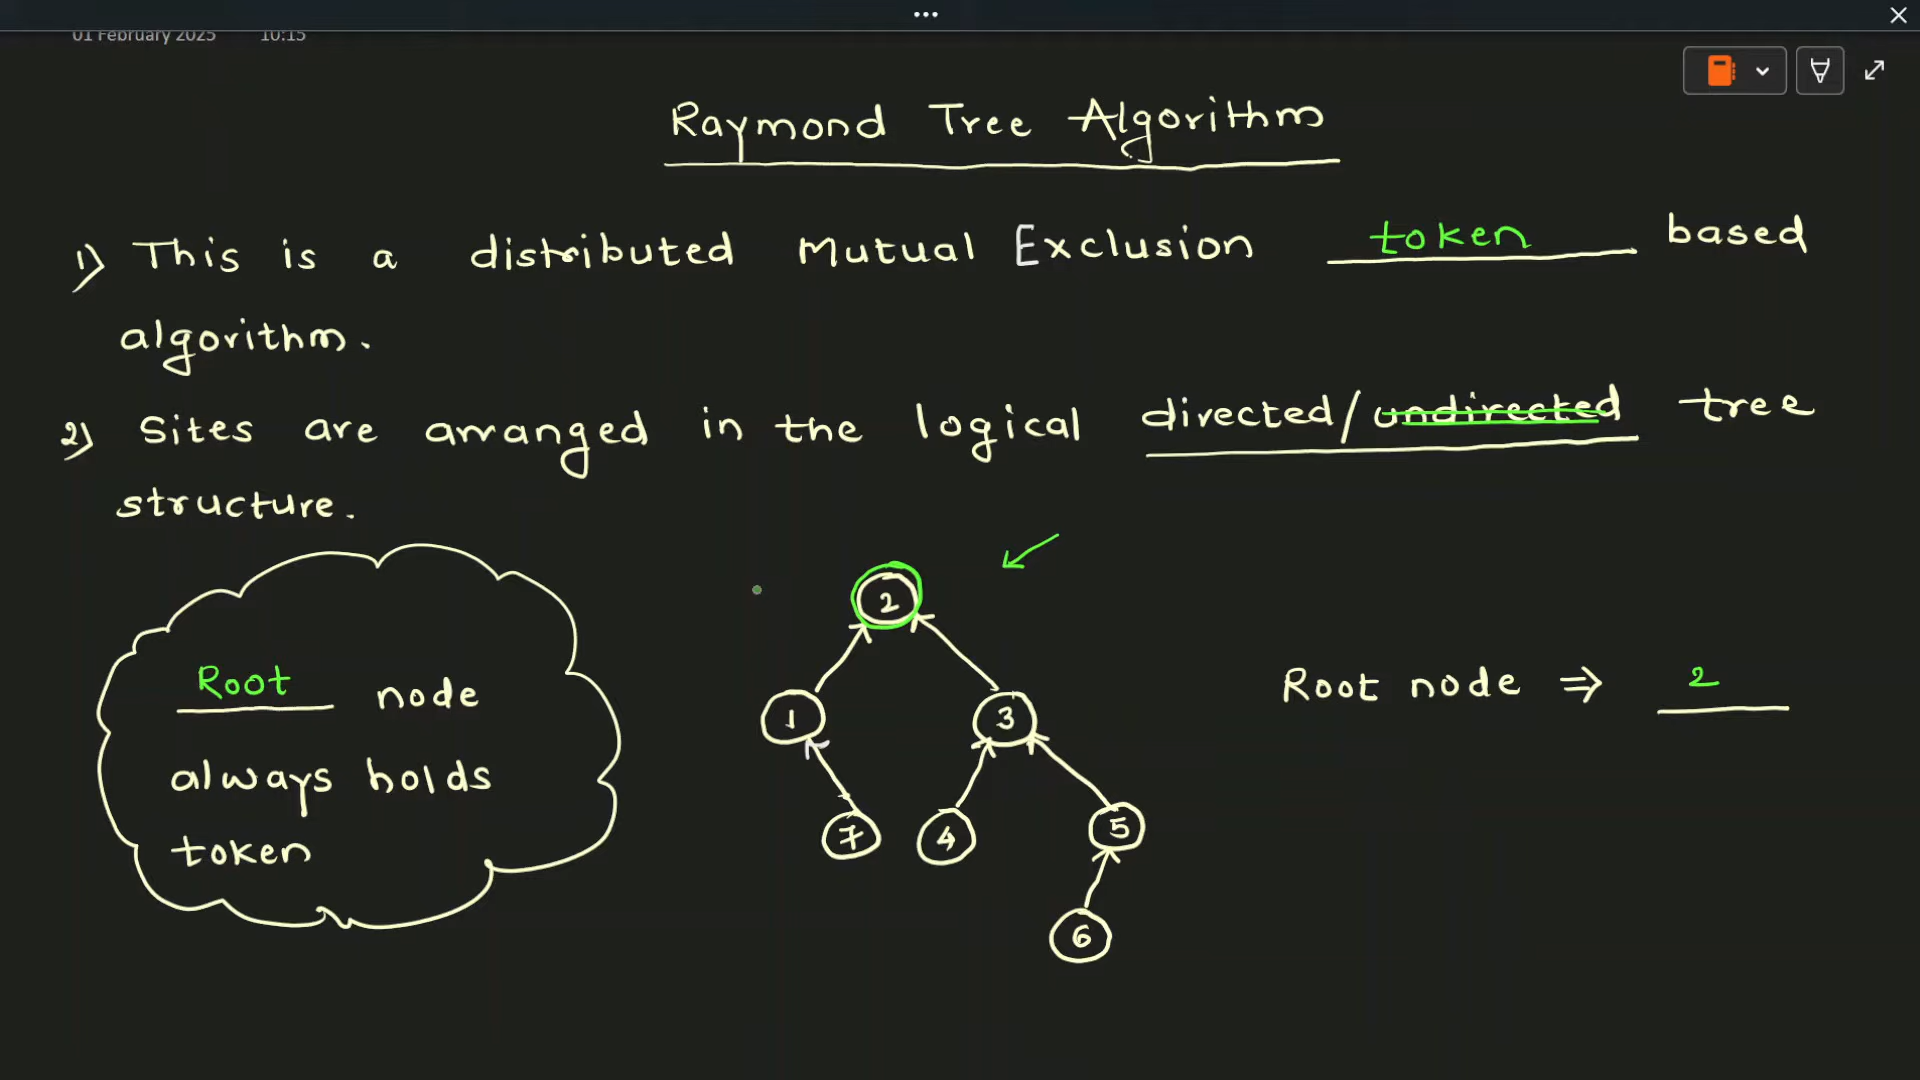 01 February 2025 10:15
Raymond Tree Algorithm
1) This is a distributed Mutual Exclusion token based
algorithm.
2) Sites are arranged in the logical directed/undirected tree
structure.
2
Root node
always holds
token
Root node ⇒ 2
1
3
7
4
5
6